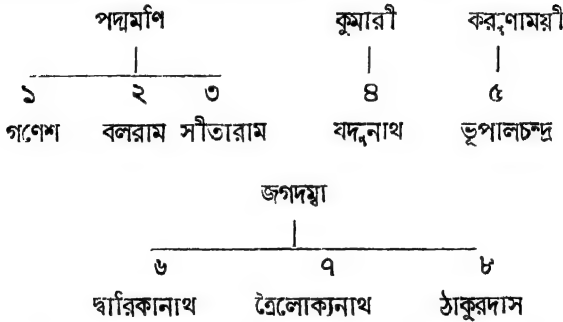 পদ্মমণি কুমারী করুণাময়ী
১ ২ ৩ ৪ ৫
গণেশ বলরাম সীতারাম যদুনাথ ভূপালচন্দ্র
জগদম্বা
৬ ৭ ৮
দ্বারিকানাথ ত্রৈলোক্যনাথ ঠাকুরদাস